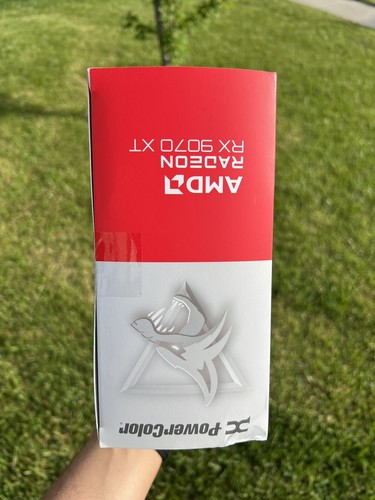 PowerColor
AMD
RADEON
RX 9070 XT